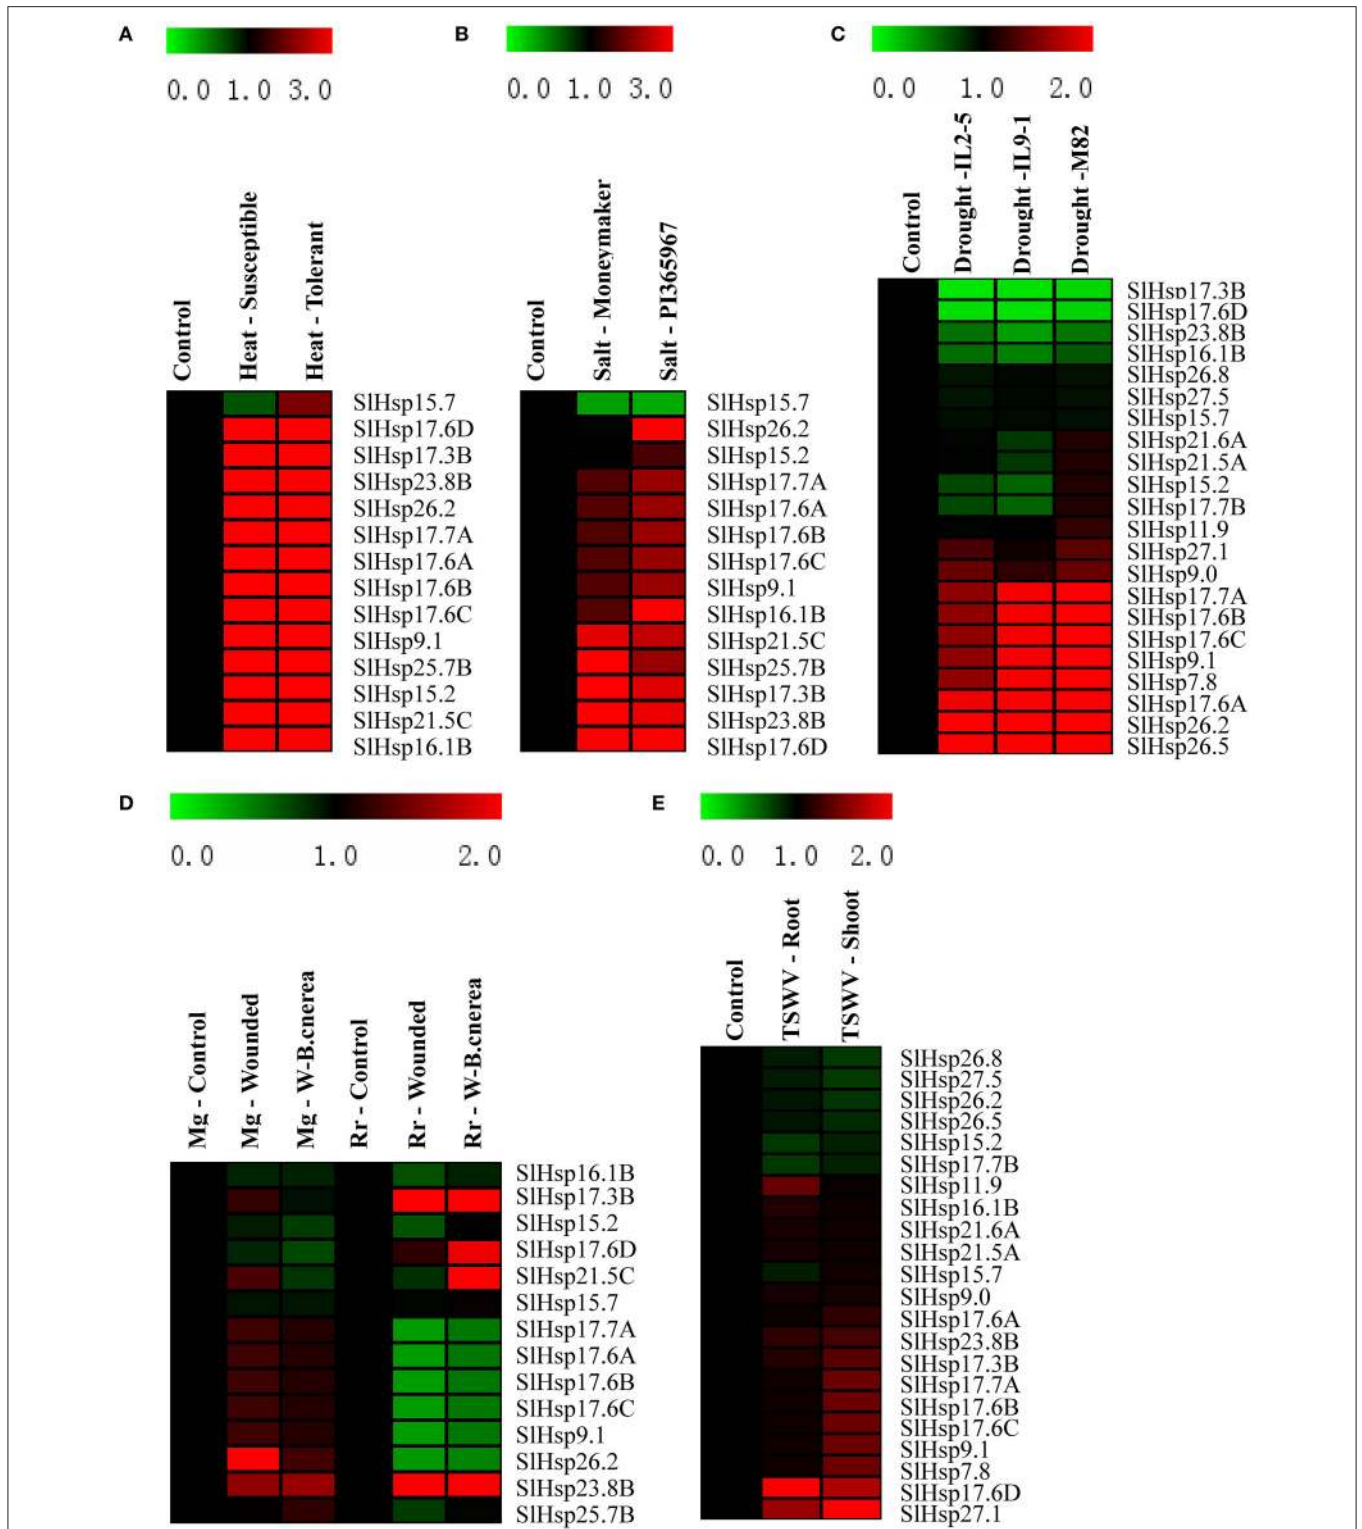 A
0.0 1.0 3.0
Control
Heat - Susceptible
Heat - Tolerant
SlHsp15.7
SlHsp17.6D
SlHsp17.3B
SlHsp23.8B
SlHsp26.2
SlHsp17.7A
SlHsp17.6A
SlHsp17.6B
SlHsp17.6C
SlHsp9.1
SlHsp25.7B
SlHsp15.2
SlHsp21.5C
SlHsp16.1B
B
0.0 1.0 3.0
Control
Salt - Moneymaker
Salt - PI365967
SlHsp15.7
SlHsp26.2
SlHsp15.2
SlHsp17.7A
SlHsp17.6A
SlHsp17.6B
SlHsp17.6C
SlHsp9.1
SlHsp16.1B
SlHsp21.5C
SlHsp25.7B
SlHsp17.3B
SlHsp23.8B
SlHsp17.6D
C
0.0 1.0 2.0
Control
Drought -IL2-5
Drought -IL9-1
Drought -M82
SlHsp17.3B
SlHsp17.6D
SlHsp23.8B
SlHsp16.1B
SlHsp26.8
SlHsp27.5
SlHsp15.7
SlHsp21.6A
SlHsp21.5A
SlHsp15.2
SlHsp17.7B
SlHsp11.9
SlHsp27.1
SlHsp9.0
SlHsp17.7A
SlHsp17.6B
SlHsp17.6C
SlHsp9.1
SlHsp7.8
SlHsp17.6A
SlHsp26.2
SlHsp26.5
D
0.0 1.0 2.0
Mg - Control
Mg - Wounded
Mg - W-B.cnerea
Rr - Control
Rr - Wounded
Rr - W-B.cnerea
SlHsp16.1B
SlHsp17.3B
SlHsp15.2
SlHsp17.6D
SlHsp21.5C
SlHsp15.7
SlHsp17.7A
SlHsp17.6A
SlHsp17.6B
SlHsp17.6C
SlHsp9.1
SlHsp26.2
SlHsp23.8B
SlHsp25.7B
E
0.0 1.0 2.0
Control
TSWV - Root
TSWV - Shoot
SlHsp26.8
SlHsp27.5
SlHsp26.2
SlHsp26.5
SlHsp15.2
SlHsp17.7B
SlHsp11.9
SlHsp16.1B
SlHsp21.6A
SlHsp21.5A
SlHsp15.7
SlHsp9.0
SlHsp17.6A
SlHsp23.8B
SlHsp17.3B
SlHsp17.7A
SlHsp17.6B
SlHsp17.6C
SlHsp9.1
SlHsp7.8
SlHsp17.6D
SlHsp27.1